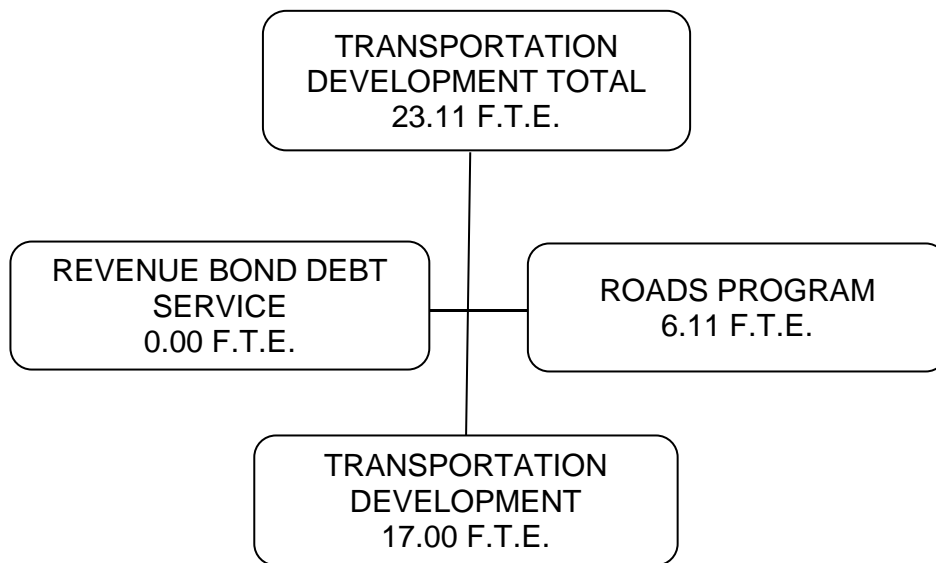 TRANSPORTATION
DEVELOPMENT TOTAL
23.11 F.T.E.
REVENUE BOND DEBT
SERVICE
0.00 F.T.E.
ROADS PROGRAM
6.11 F.T.E.
TRANSPORTATION
DEVELOPMENT
17.00 F.T.E.